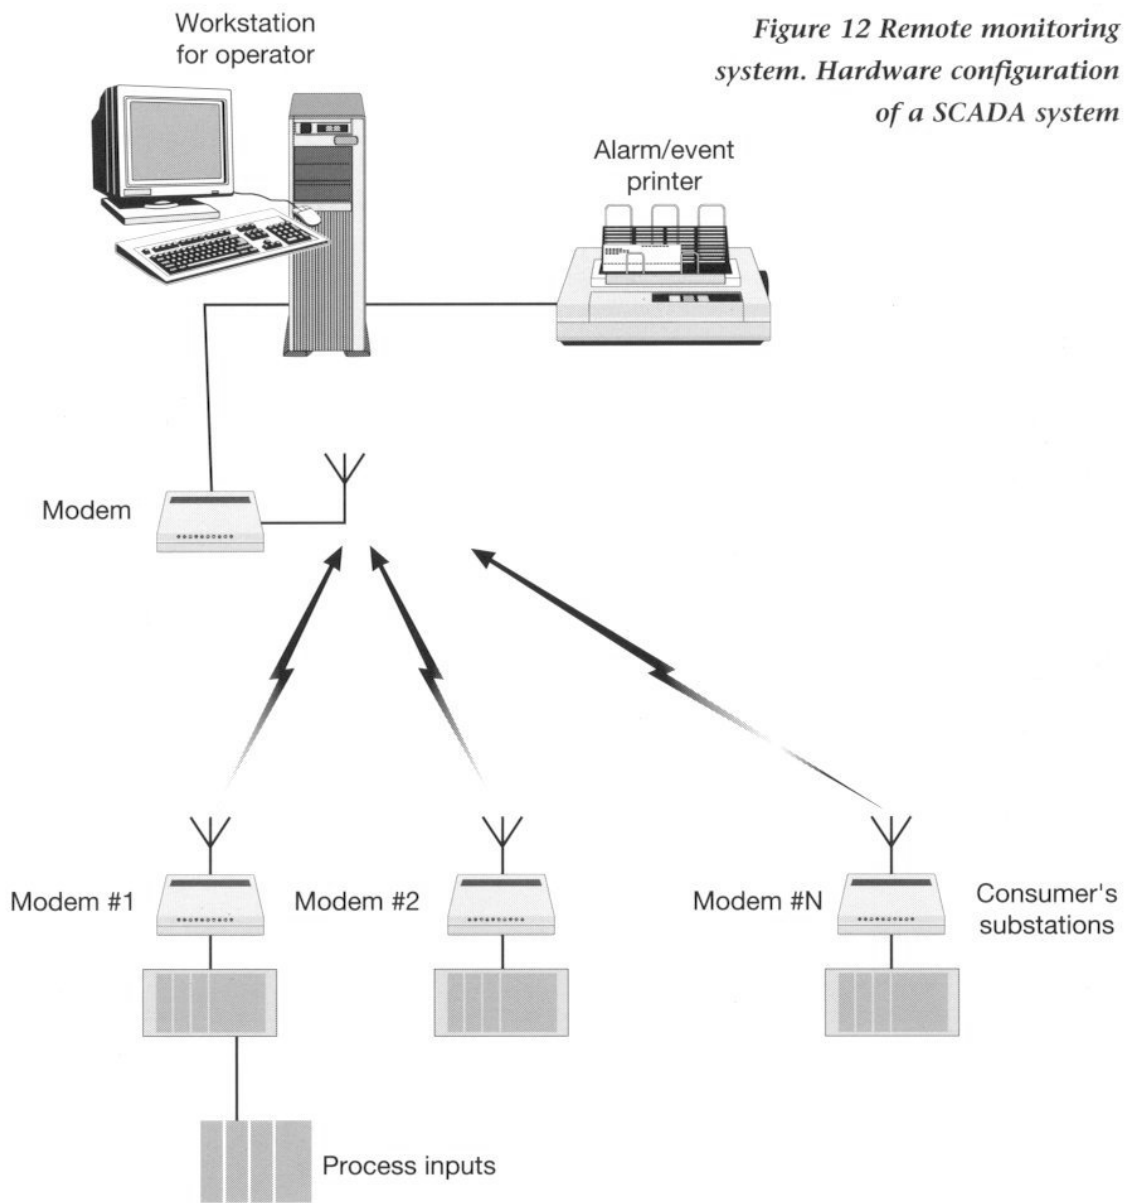 Workstation
for operator
Figure 12 Remote monitoring
system. Hardware configuration
of a SCADA system
Alarm/event
printer
Modem
Modem #1
Modem #2
Modem #N
Consumer's
substations
Process inputs